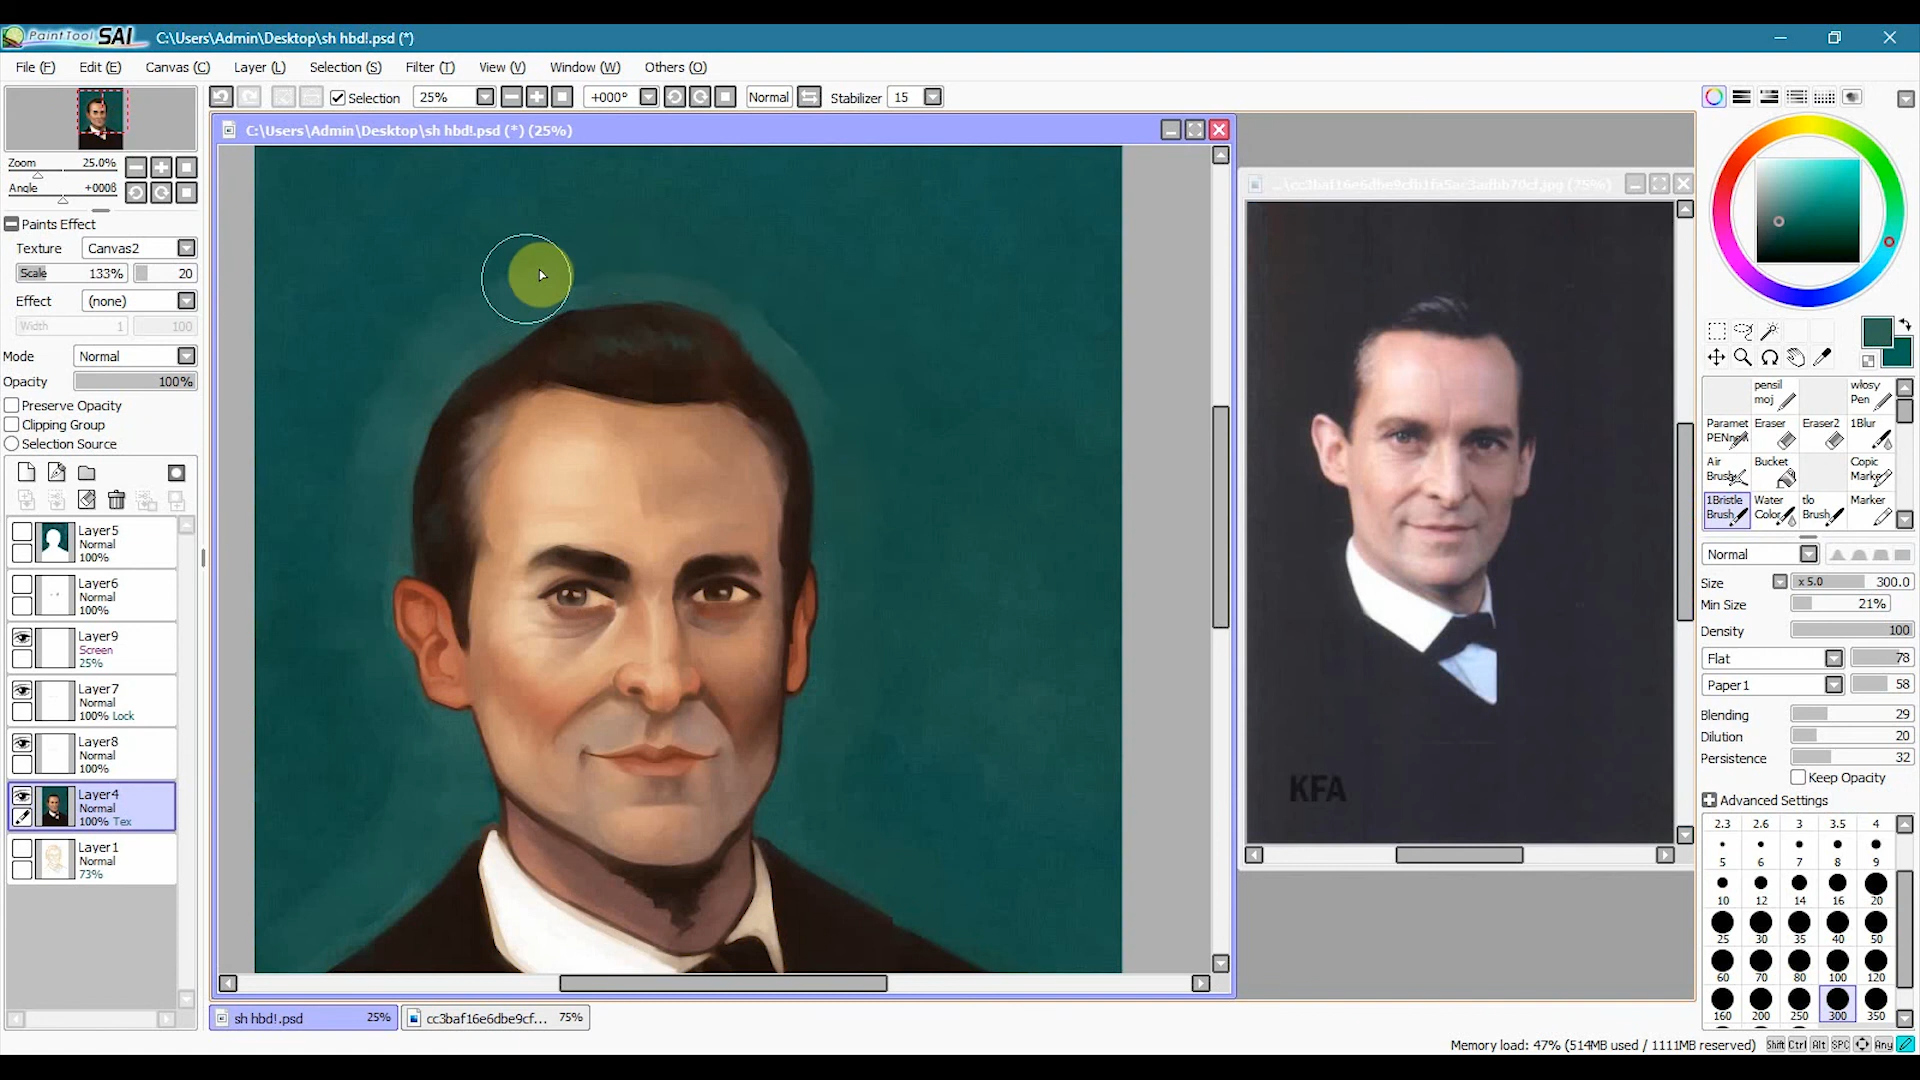 PaintTool SAI C:\Users\Admin\Desktop\sh hbd!.psd (*)
File (F) Edit (E) Canvas (C) Layer (L) Selection (S) Filter (T) View (V) Window (W) Others (O)
Selection 25% +000° Normal Stabilizer 15
C:\Users\Admin\Desktop\sh hbd!.psd (*) (25%)
Zoom 25.0%
Angle +000ß
Paints Effect
Texture Canvas2
Scale 133% 20
Effect (none)
Width 1 100
Mode Normal
Opacity 100%
Preserve Opacity
Clipping Group
Selection Source
Layer5
Normal
100%
Layer6
Normal
100%
Layer9
Screen
25%
Layer7
Normal
100% Lock
Layer8
Normal
100%
Layer4
Normal
100% Tex
Layer1
Normal
73%
KFA
sh hbd!.psd 25% cc3baf16e6dbe9cf... 75%
pensil moj
włosy Pen
Paramet
Eraser
Eraser2
1Blur
Air Brush
Bucket
Copic
1Bristle Brush
Water Color
tlo Brush
Marker
Normal
Size x 5.0 300.0
Min Size 21%
Density 100
Flat 78
Paper1 58
Blending 29
Dilution 20
Persistence 32
Keep Opacity
Advanced Settings
2.3 2.6 3 3.5 4
5 6 7 8 9
10 12 14 16 20
25 30 35 40 50
60 70 80 100 120
160 200 250 300 350
Memory load: 47% (514MB used / 1111MB reserved) Shift Ctrl Alt SPC Any